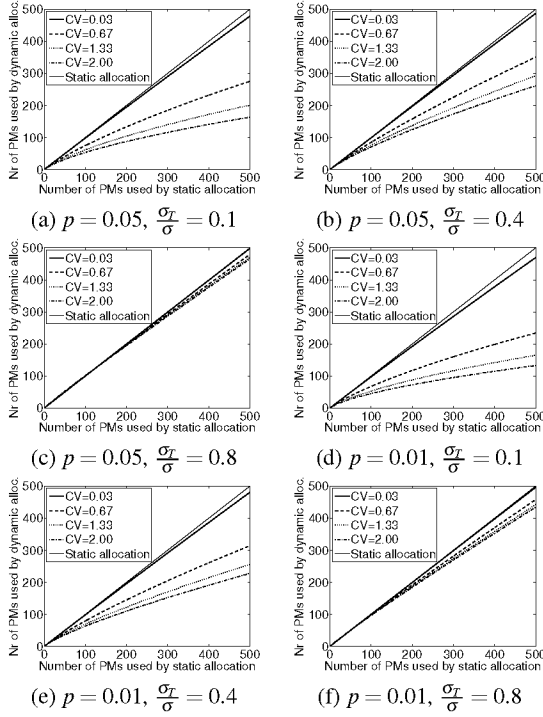 500
400
300
200
100
0
Nr of PMs used by dynamic alloc.
CV=0.03
CV=0.67
CV=1.33
CV=2.00
Static allocation
0 100 200 300 400 500
Number of PMs used by static allocation
(a) p = 0.05, σ_T/σ = 0.1
500
400
300
200
100
0
Nr of PMs used by dynamic alloc.
CV=0.03
CV=0.67
CV=1.33
CV=2.00
Static allocation
0 100 200 300 400 500
Number of PMs used by static allocation
(b) p = 0.05, σ_T/σ = 0.4
500
400
300
200
100
0
Nr of PMs used by dynamic alloc.
CV=0.03
CV=0.67
CV=1.33
CV=2.00
Static allocation
0 100 200 300 400 500
Number of PMs used by static allocation
(c) p = 0.05, σ_T/σ = 0.8
500
400
300
200
100
0
Nr of PMs used by dynamic alloc.
CV=0.03
CV=0.67
CV=1.33
CV=2.00
Static allocation
0 100 200 300 400 500
Number of PMs used by static allocation
(d) p = 0.01, σ_T/σ = 0.1
500
400
300
200
100
0
Nr of PMs used by dynamic alloc.
CV=0.03
CV=0.67
CV=1.33
CV=2.00
Static allocation
0 100 200 300 400 500
Number of PMs used by static allocation
(e) p = 0.01, σ_T/σ = 0.4
500
400
300
200
100
0
Nr of PMs used by dynamic alloc.
CV=0.03
CV=0.67
CV=1.33
CV=2.00
Static allocation
0 100 200 300 400 500
Number of PMs used by static allocation
(f) p = 0.01, σ_T/σ = 0.8